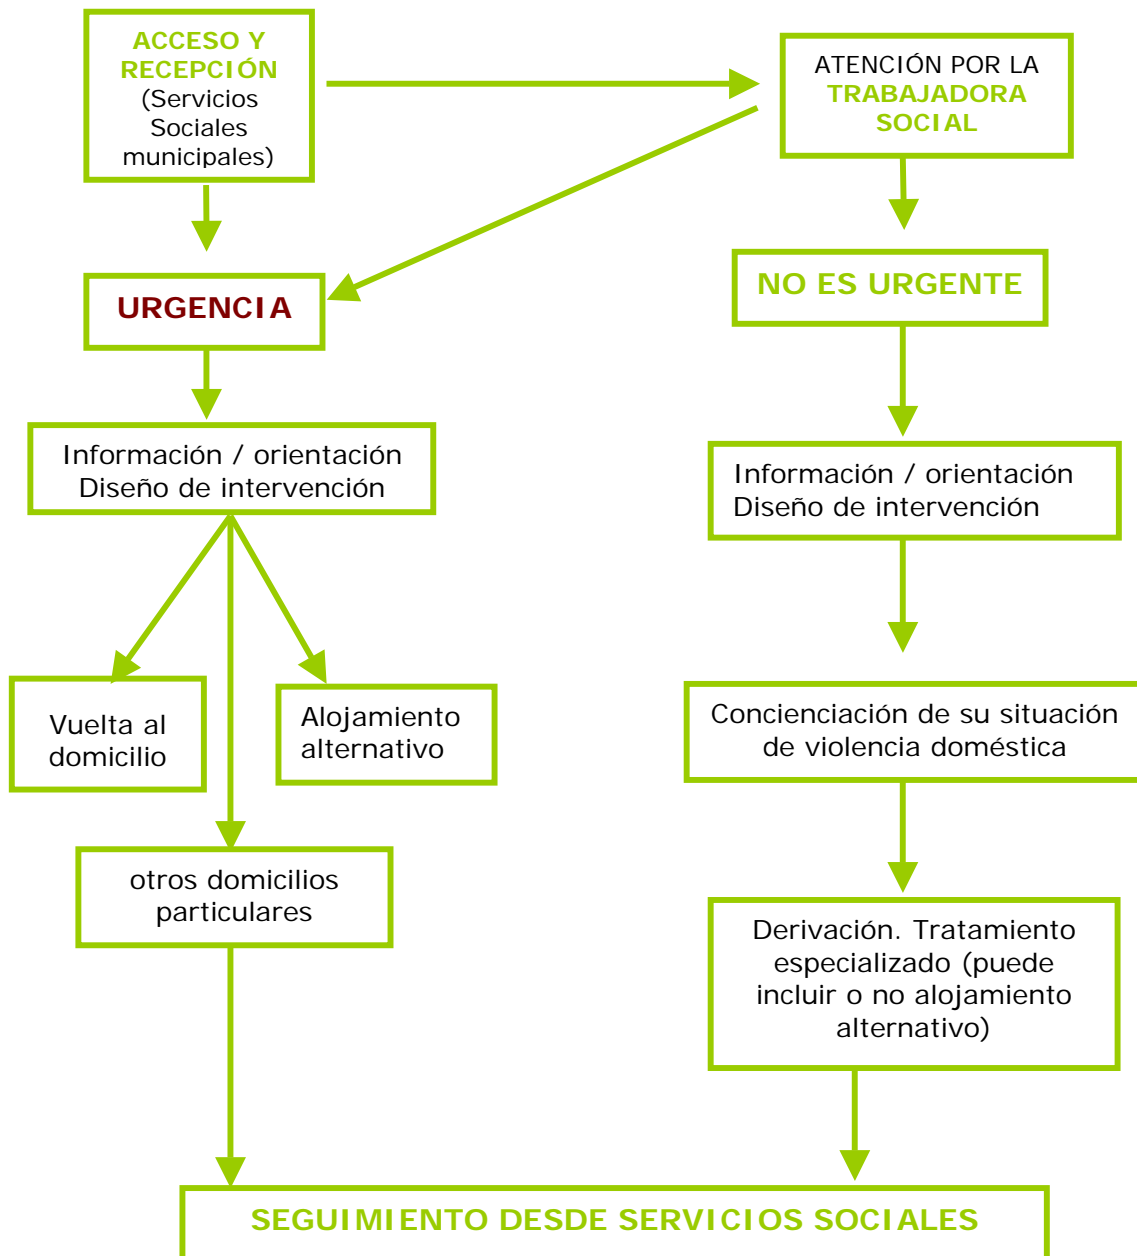 ACCESO Y
RECEPCIÓN
(Servicios
Sociales
municipales)
ATENCIÓN POR LA
TRABAJADORA
SOCIAL
URGENCIA
NO ES URGENTE
Información / orientación
Diseño de intervención
Información / orientación
Diseño de intervención
Vuelta al
domicilio
Alojamiento
alternativo
Concienciación de su situación
de violencia doméstica
otros domicilios
particulares
Derivación. Tratamiento
especializado (puede
incluir o no alojamiento
alternativo)
SEGUIMIENTO DESDE SERVICIOS SOCIALES